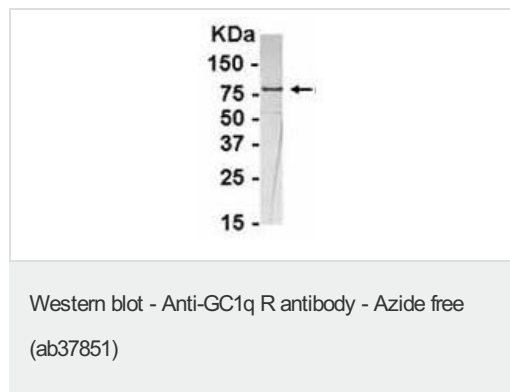 KDa
150 -
75 -
50 -
37 -
25 -
15 -
Western blot - Anti-GC1q R antibody - Azide free
(ab37851)